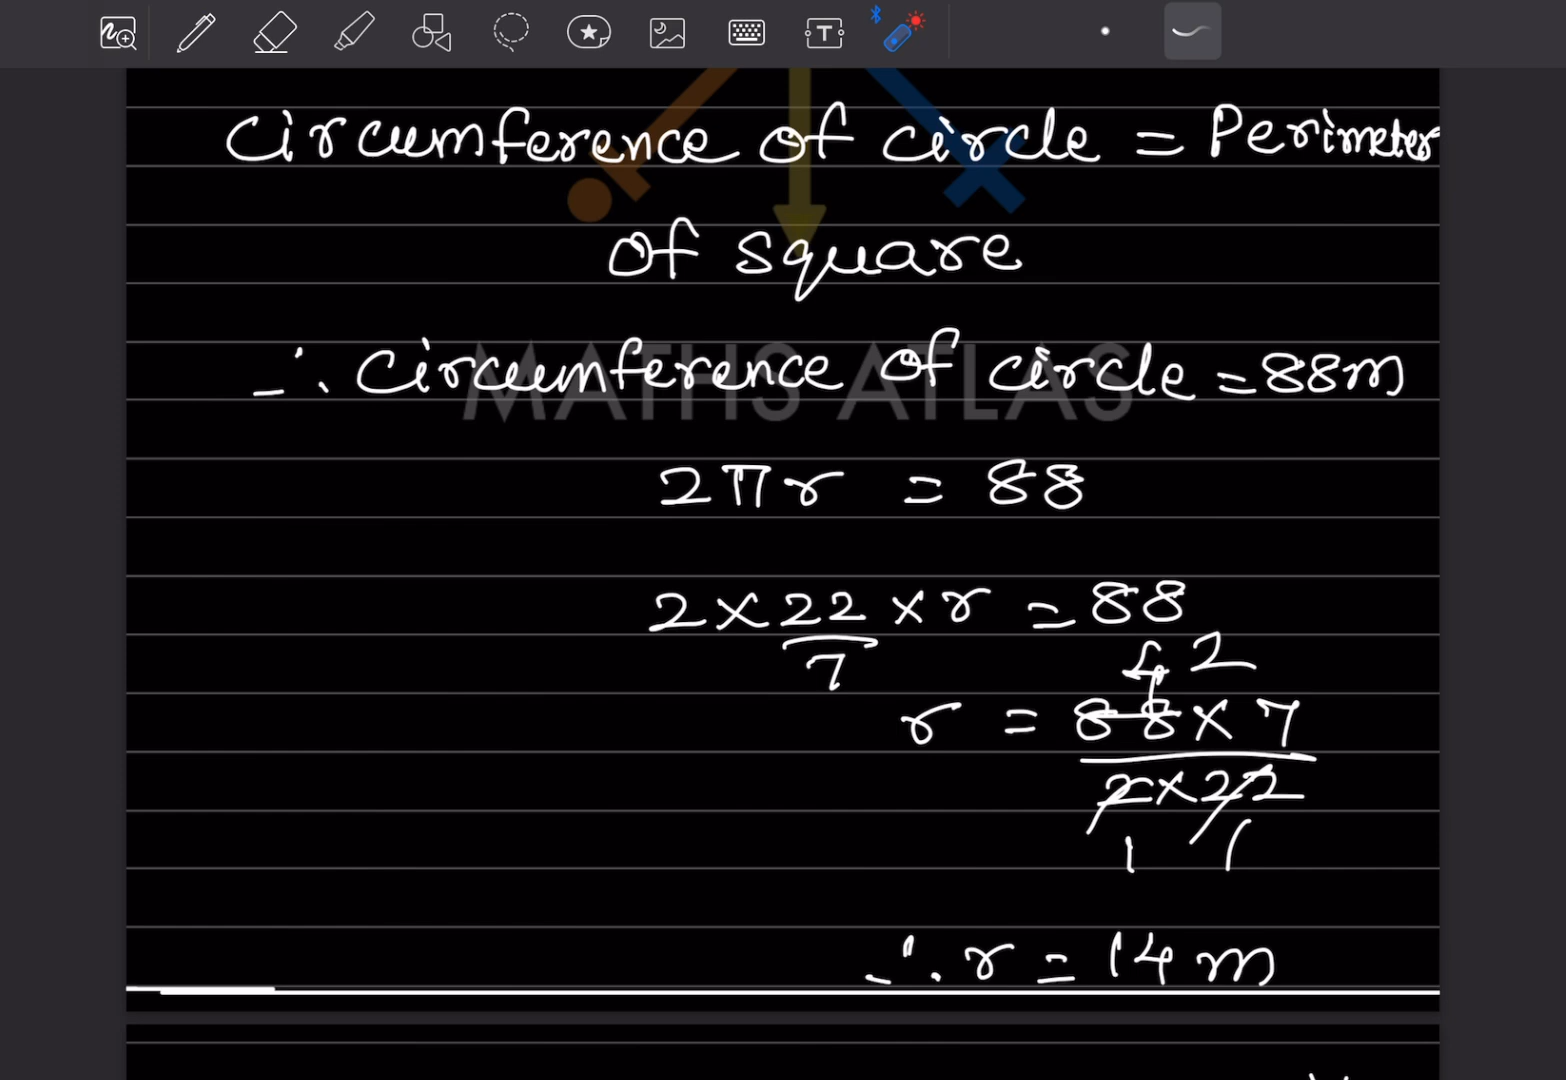 Circumference of circle = Perimeter
of square
∴ Circumference of circle = 88m
MATHS ATLAS
2πr = 88
2 × 22/7 × r = 88
4 2
r = 88 × 7 / 2 × 22
1 1
∴ r = 14 m